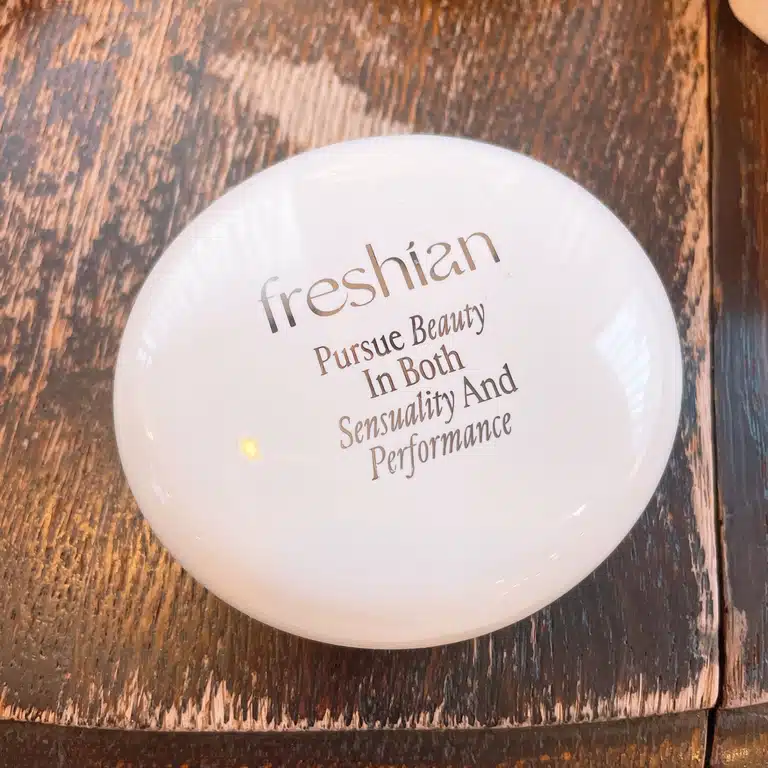 freshian
Pursue Beauty
In Both
Sensuality And
Performance